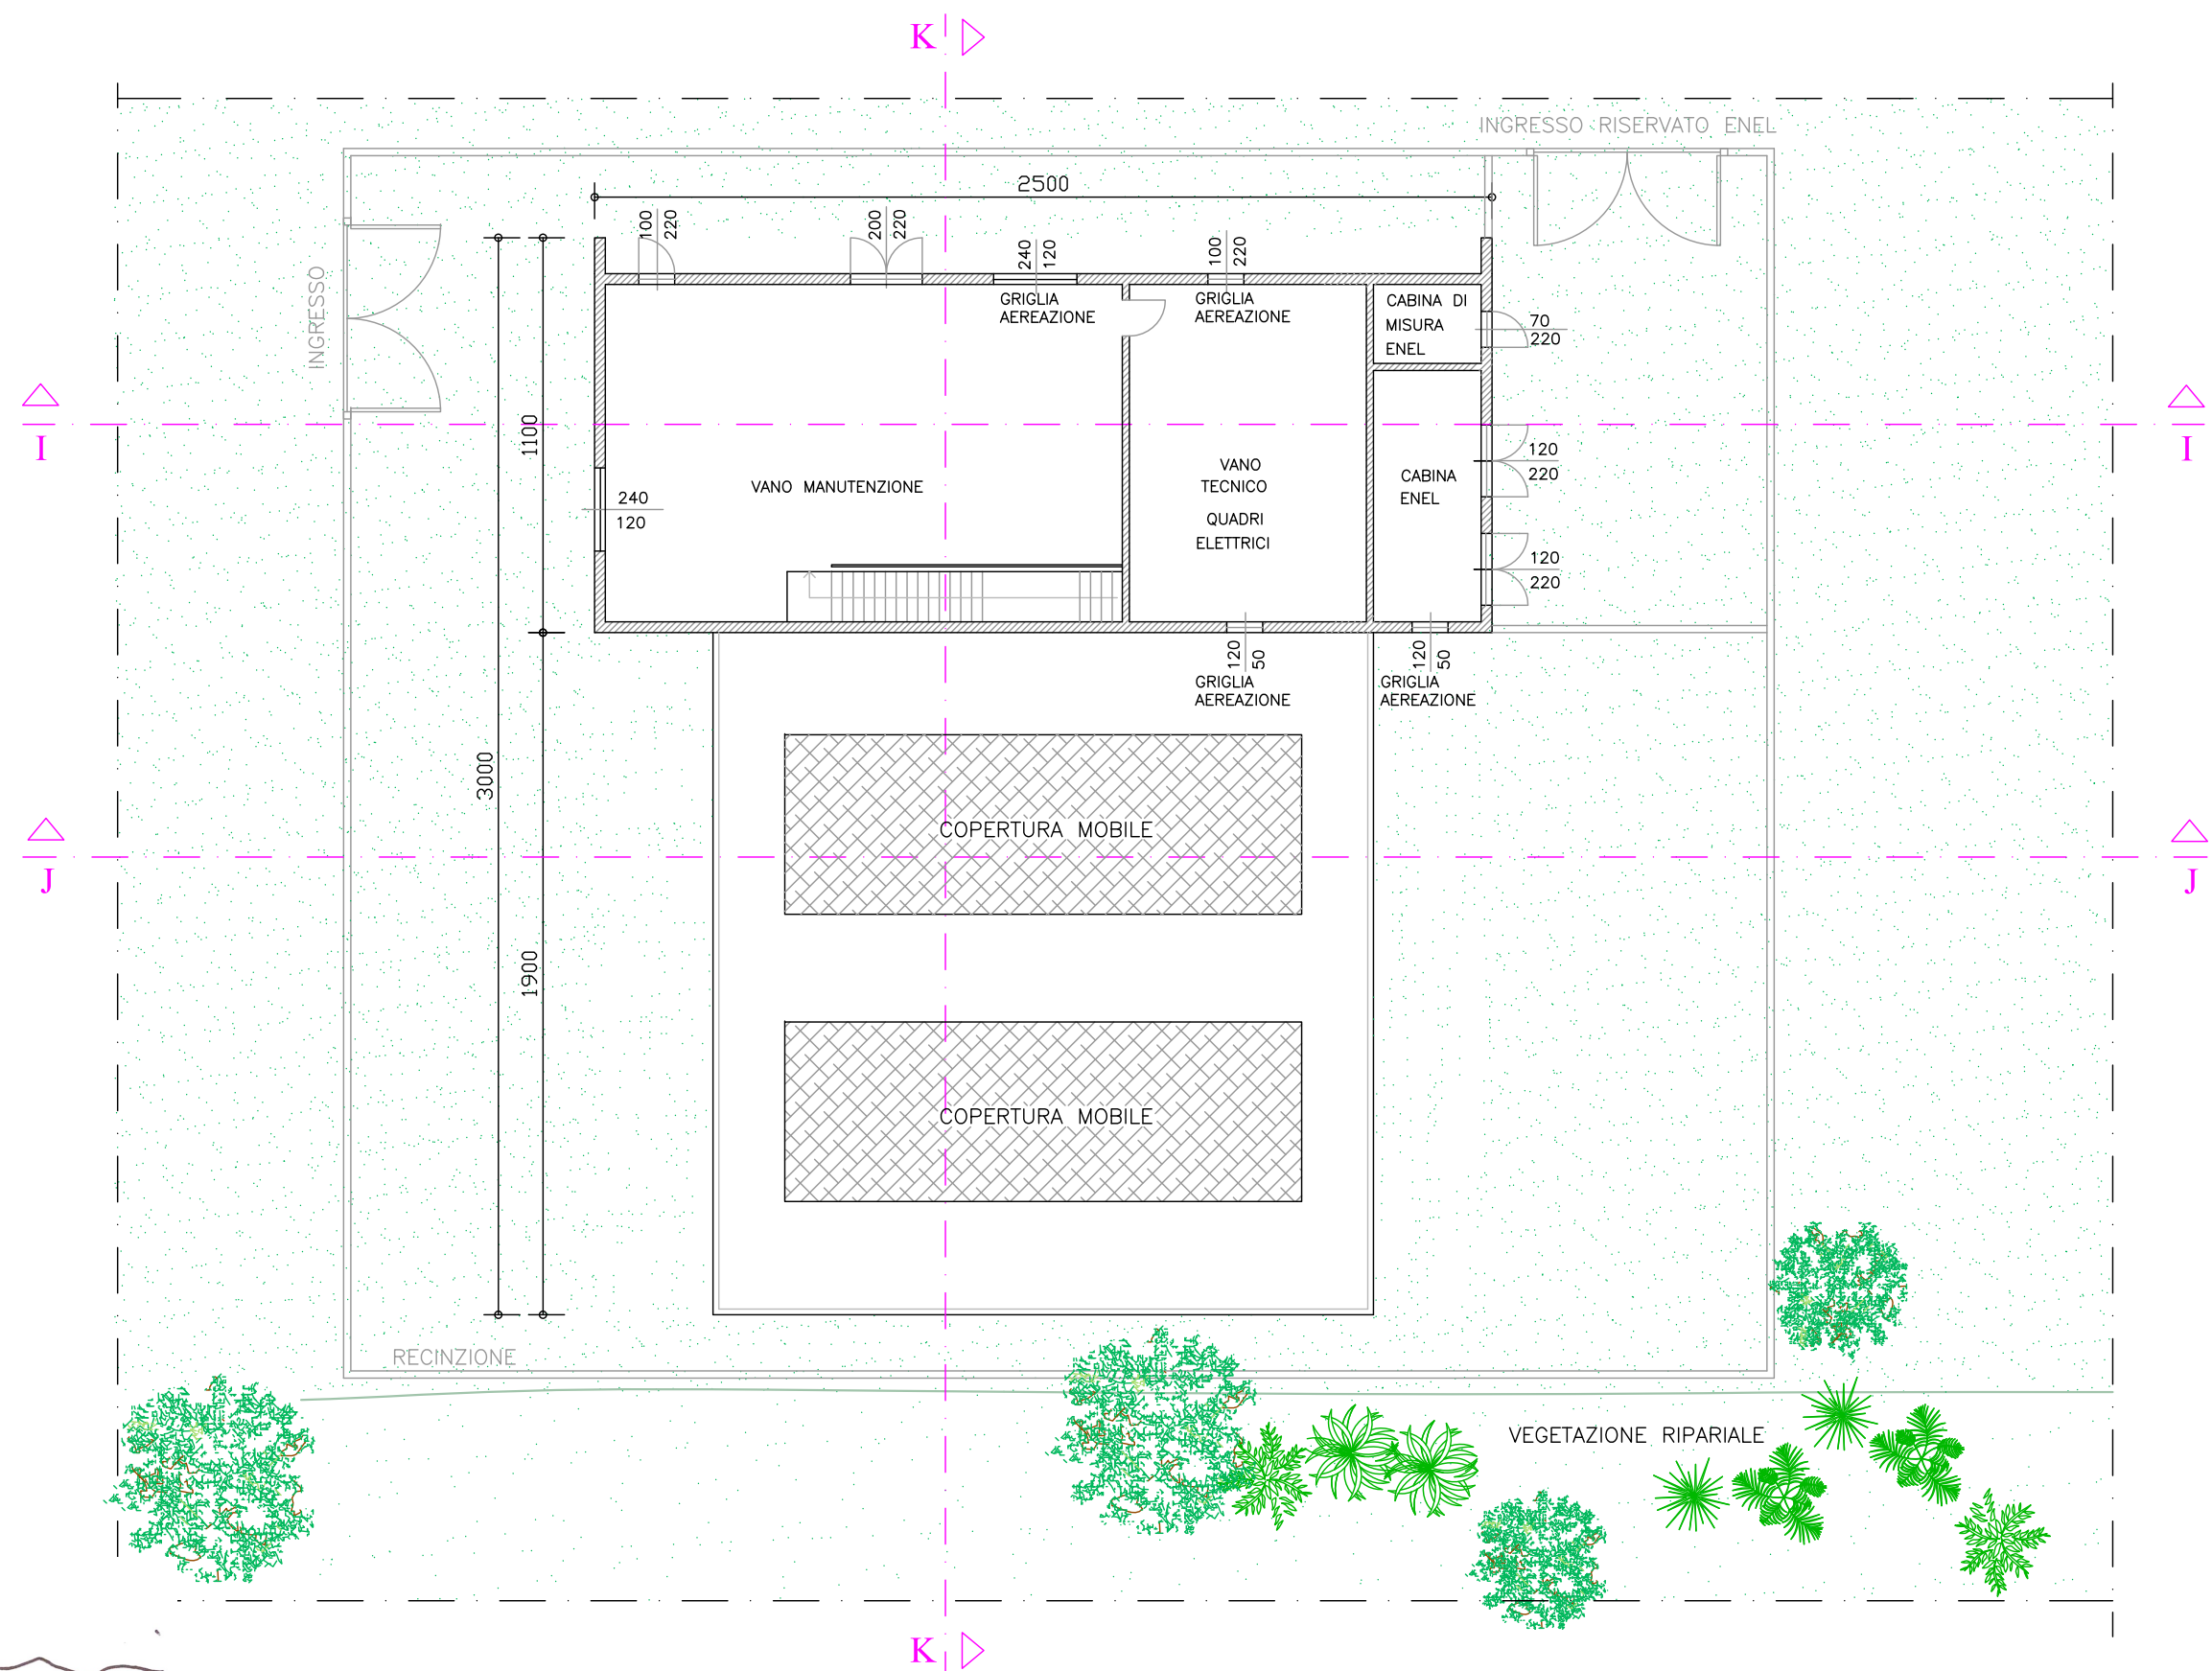 K
INGRESSO RISERVATO ENEL
2500
100
220
200
220
240
120
100
220
INGRESSO
GRIGLIA
AEREAZIONE
GRIGLIA
AEREAZIONE
CABINA DI
MISURA
ENEL
70
220
I
I
1100
VANO MANUTENZIONE
240
120
VANO
TECNICO
QUADRI
ELETTRICI
CABINA
ENEL
120
220
120
220
120
50
120
50
GRIGLIA
AEREAZIONE
GRIGLIA
AEREAZIONE
3000
COPERTURA MOBILE
J
J
1900
COPERTURA MOBILE
RECINZIONE
VEGETAZIONE RIPARIALE
K